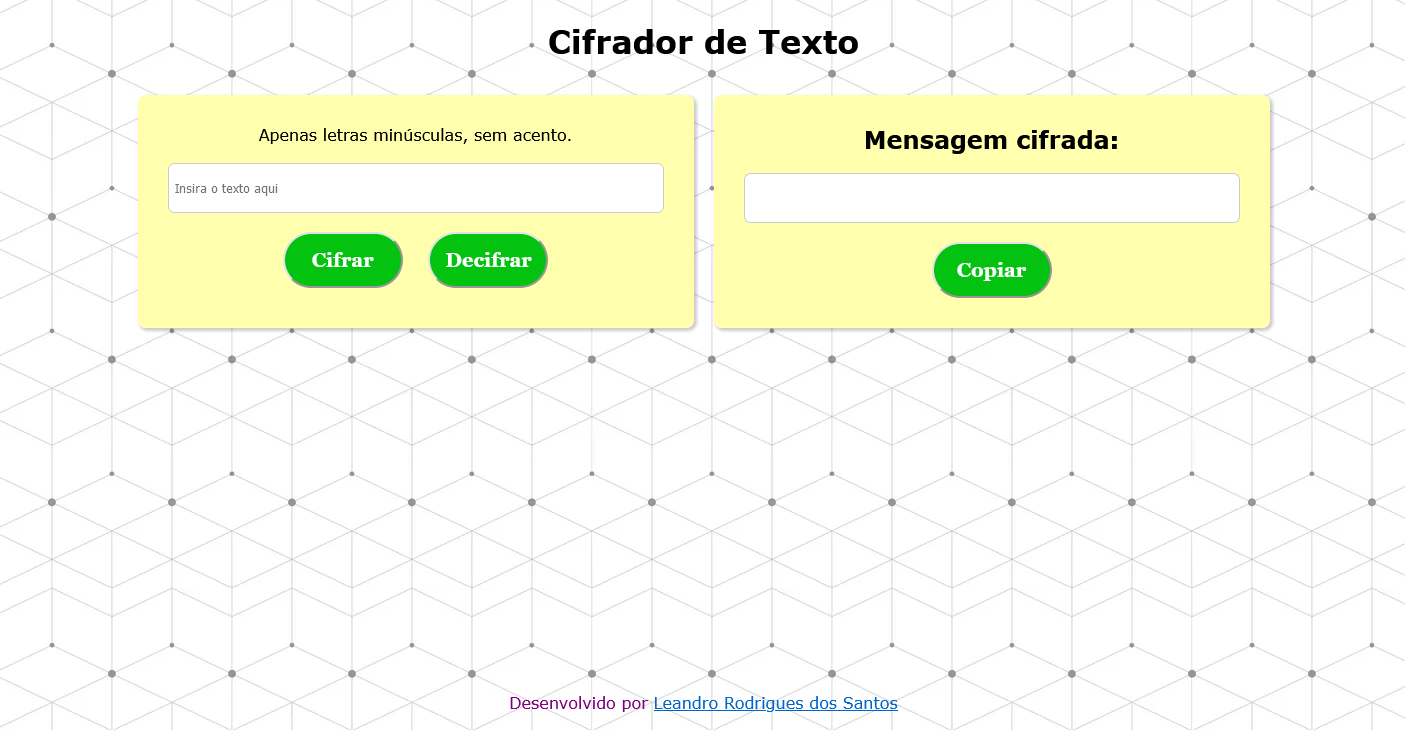 Cifrador de Texto
Apenas letras minúsculas, sem acento.
Insira o texto aqui
Cifrar
Decifrar
Mensagem cifrada:
Copiar
Desenvolvido por Leandro Rodrigues dos Santos